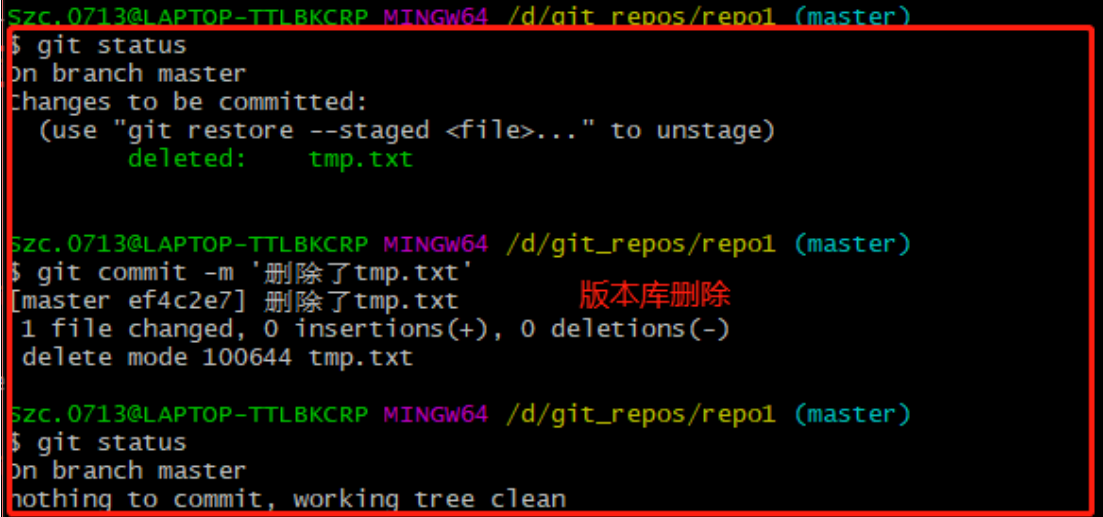 Szc.0713@LAPTOP-TTLBKCRP MINGW64 /d/git_repos/repo1 (master)
$ git status
On branch master
Changes to be committed:
  (use "git restore --staged <file>..." to unstage)
        deleted:    tmp.txt
Szc.0713@LAPTOP-TTLBKCRP MINGW64 /d/git_repos/repo1 (master)
$ git commit -m '删除了tmp.txt'
[master ef4c2e7] 删除了tmp.txt
版本库删除
 1 file changed, 0 insertions(+), 0 deletions(-)
 delete mode 100644 tmp.txt
Szc.0713@LAPTOP-TTLBKCRP MINGW64 /d/git_repos/repo1 (master)
$ git status
On branch master
nothing to commit, working tree clean